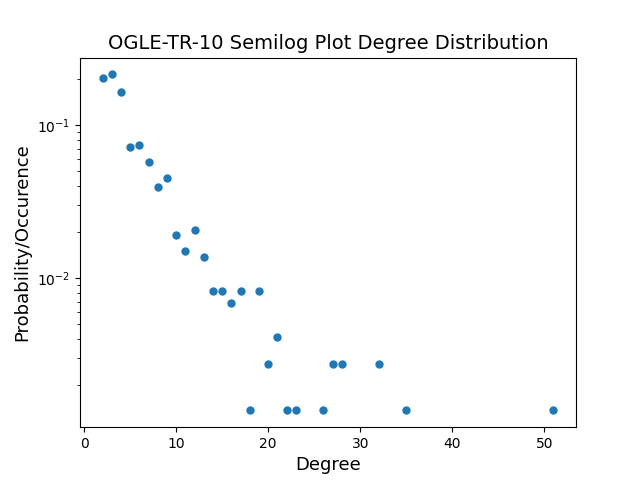 OGLE-TR-10 Semilog Plot Degree Distribution
Probability/Occurence
10⁻¹
10⁻²
0 10 20 30 40 50
Degree